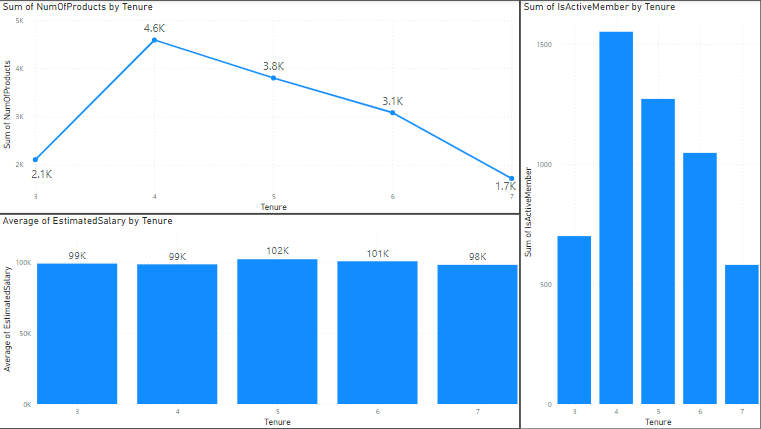 Sum of NumOfProducts by Tenure
Sum of NumOfProducts
5K
4K
3K
2K
2.1K
4.6K
3.8K
3.1K
1.7K
3 4 5 6 7
Tenure
Average of EstimatedSalary by Tenure
Average of EstimatedSalary
100K
50K
0K
99K 99K 102K 101K 98K
3 4 5 6 7
Tenure
Sum of IsActiveMember by Tenure
Sum of IsActiveMember
1500
1000
500
0
3 4 5 6 7
Tenure